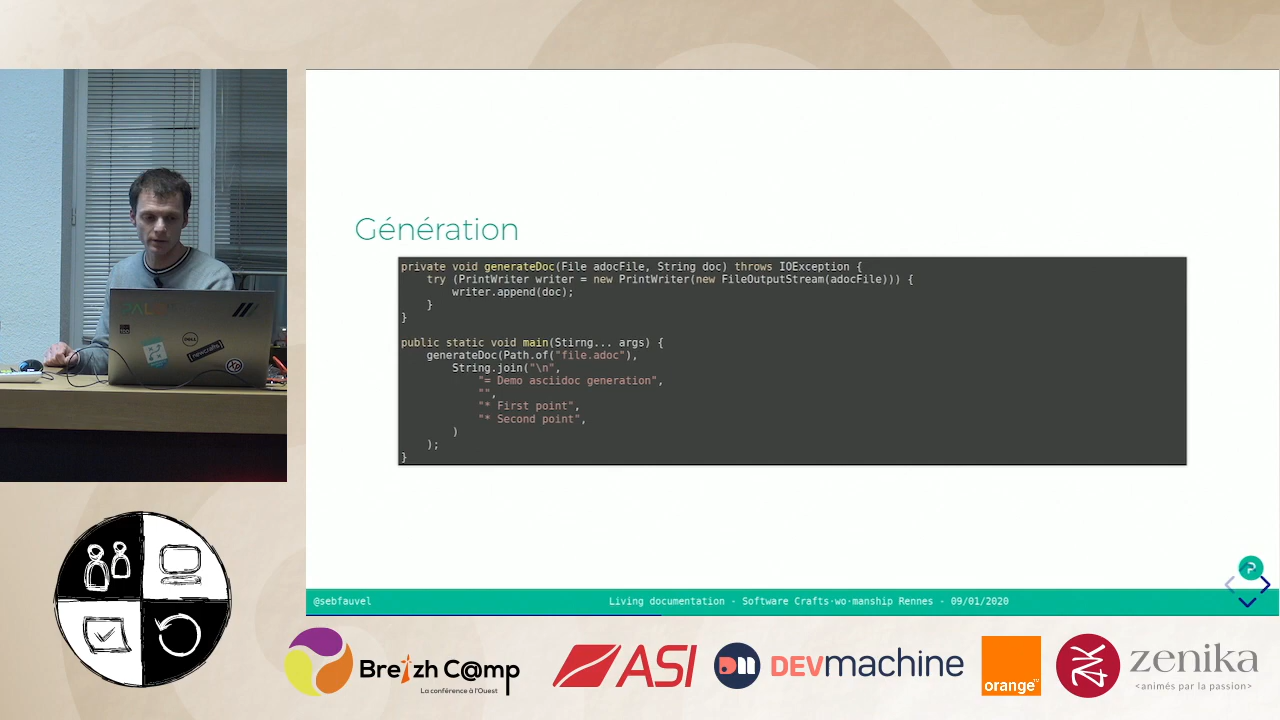 Génération
private void generateDoc(File adocFile, String doc) throws IOException {
    try (PrintWriter writer = new PrintWriter(new FileOutputStream(adocFile))) {
        writer.append(doc);
    }
}

public static void main(Stirng... args) {
    generateDoc(Path.of("file.adoc"),
        String.join("\n",
            "= Demo asciidoc generation",
            "",
            "* First point",
            "* Second point",
        )
    );
}
@sebfauvel
Living documentation - Software Crafts·wo·manship Rennes - 09/01/2020
DELL
newcrafts
Breizh C@mp
La conférence à l'Ouest
ASI
DEVmachine
orange™
zenika
<animés par la passion>